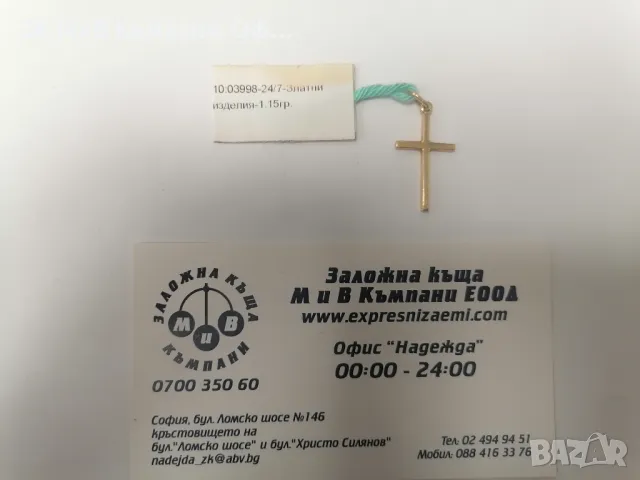 10:03998-24/7-Златни
изделия-1.15гр.
ЗАЛОЖНА КЪЩА
М и В
КЪМПАНИ
0700 350 60
Заложна къща
М и В Къмпани ЕООД
www.expresnizaemi.com
Офис "Надежда"
00:00 - 24:00
София, бул. Ломско шосе №146
кръстовището на
бул."Ломско шосе" и бул."Христо Силянов"
nadejda_zk@abv.bg
Тел: 02 494 94 51
Мобил: 088 416 33 76
BAZAR